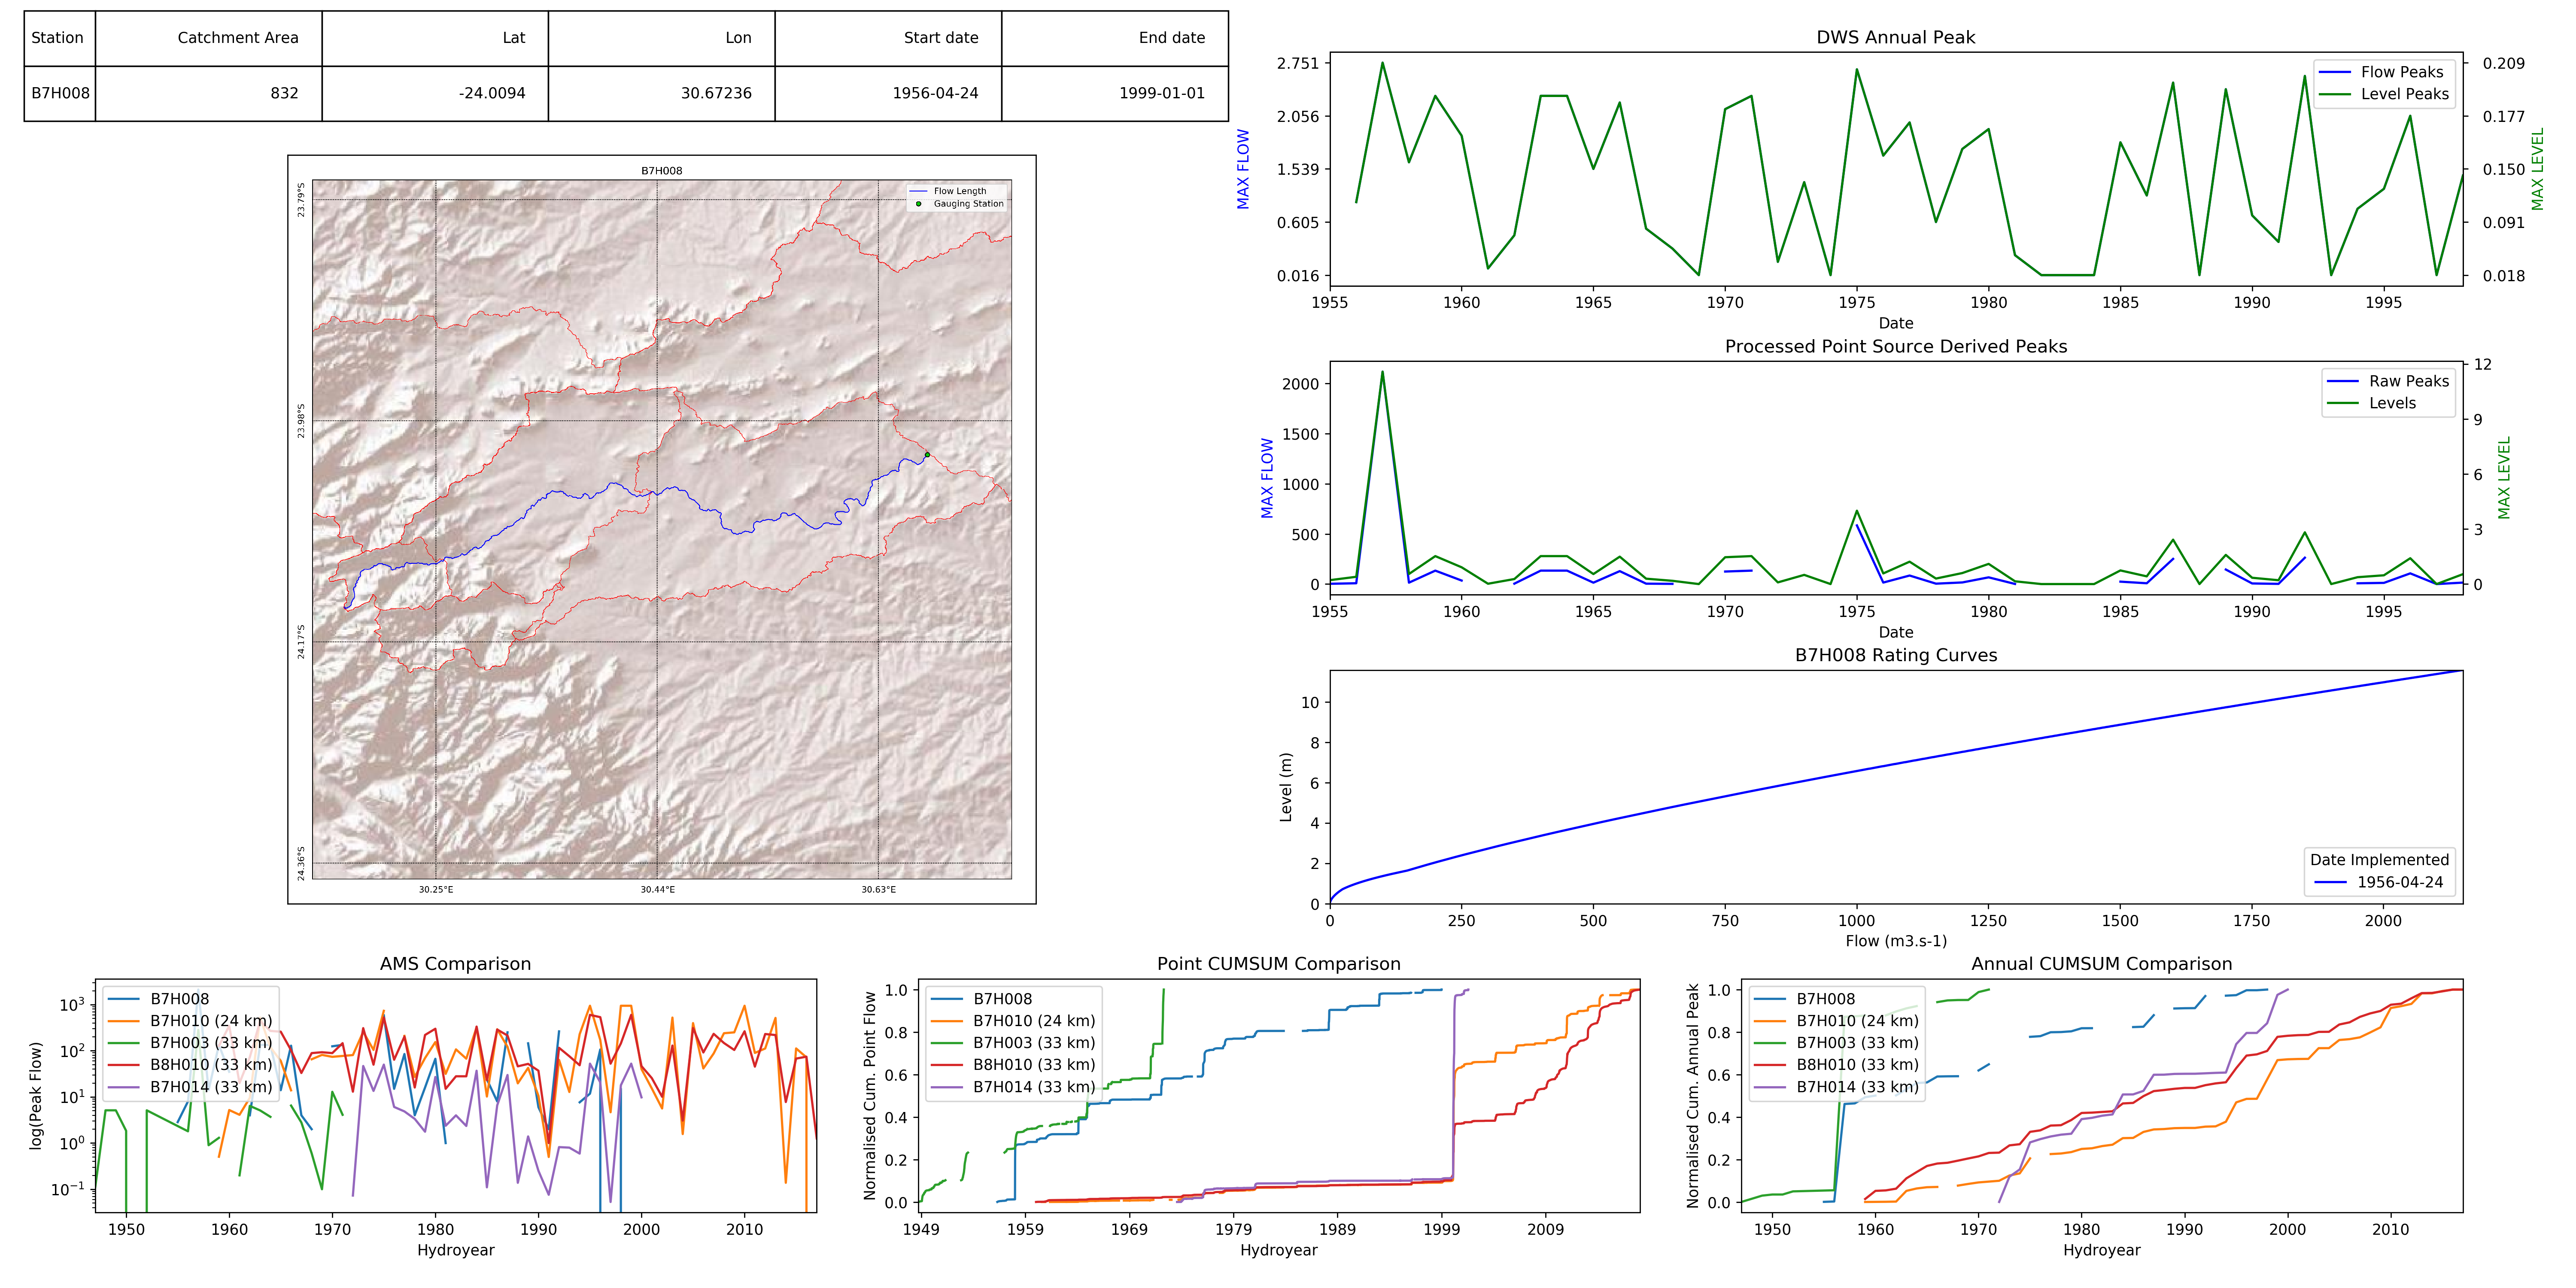 Station Catchment Area Lat Lon Start date End date
B7H008 832 -24.0094 30.67236 1956-04-24 1999-01-01
B7H008
Flow Length
Gauging Station
23.79°S
23.98°S
24.17°S
24.36°S
30.25°E 30.44°E 30.63°E
DWS Annual Peak
MAX FLOW
2.751
2.056
1.539
0.605
0.016
Flow Peaks
Level Peaks
0.209
0.177
0.150
0.091
0.018
MAX LEVEL
1955 1960 1965 1970 1975 1980 1985 1990 1995
Date
Processed Point Source Derived Peaks
MAX FLOW
2000
1500
1000
500
0
Raw Peaks
Levels
12
9
6
3
0
MAX LEVEL
1955 1960 1965 1970 1975 1980 1985 1990 1995
Date
B7H008 Rating Curves
Level (m)
10
8
6
4
2
0
Date Implemented
1956-04-24
0 250 500 750 1000 1250 1500 1750 2000
Flow (m3.s-1)
AMS Comparison
log(Peak Flow)
10³
10²
10¹
10⁰
10⁻¹
B7H008
B7H010 (24 km)
B7H003 (33 km)
B8H010 (33 km)
B7H014 (33 km)
1950 1960 1970 1980 1990 2000 2010
Hydroyear
Point CUMSUM Comparison
Normalised Cum. Point Flow
1.0
0.8
0.6
0.4
0.2
0.0
B7H008
B7H010 (24 km)
B7H003 (33 km)
B8H010 (33 km)
B7H014 (33 km)
1949 1959 1969 1979 1989 1999 2009
Hydroyear
Annual CUMSUM Comparison
Normalised Cum. Annual Peak
1.0
0.8
0.6
0.4
0.2
0.0
B7H008
B7H010 (24 km)
B7H003 (33 km)
B8H010 (33 km)
B7H014 (33 km)
1950 1960 1970 1980 1990 2000 2010
Hydroyear